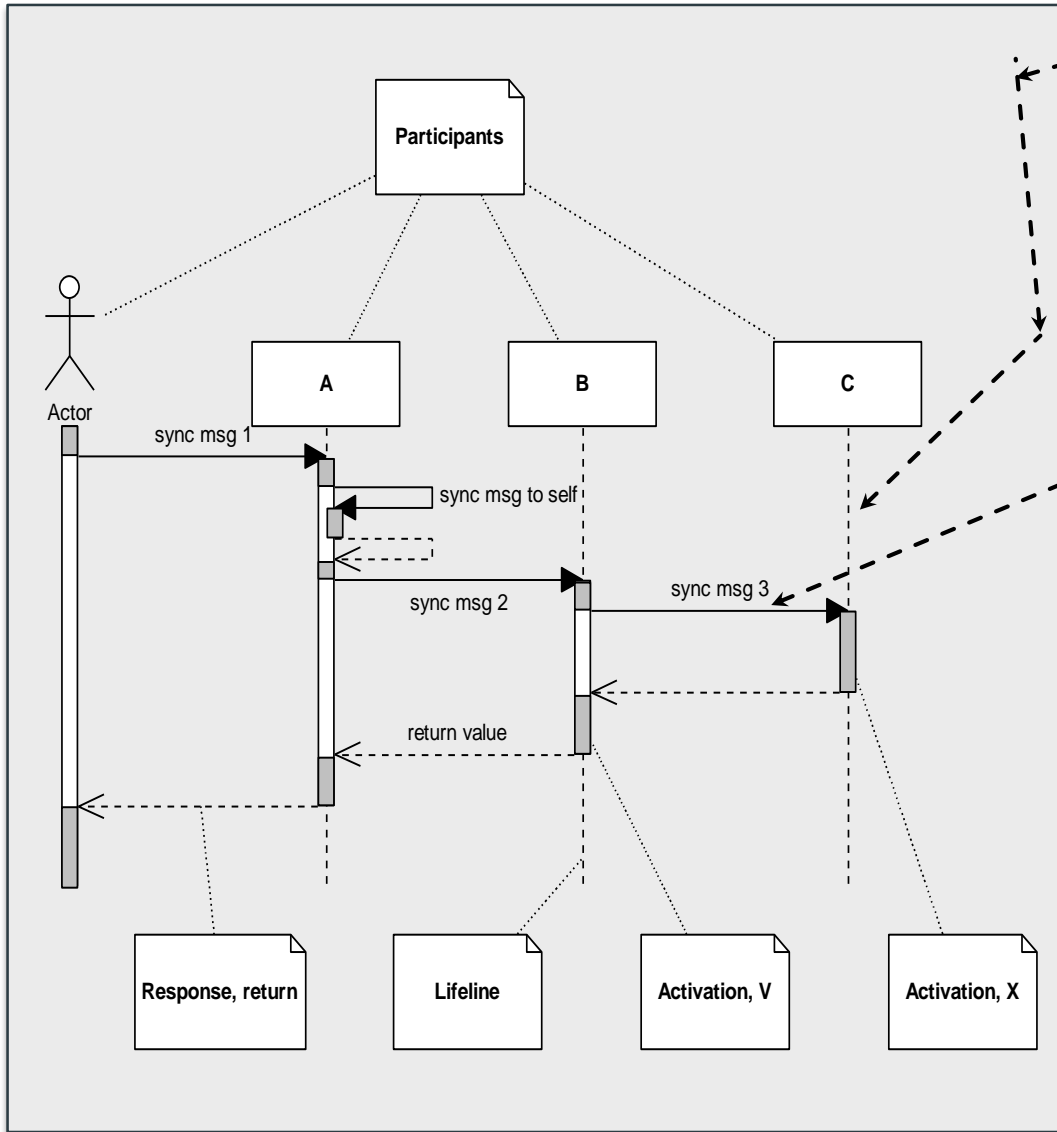 Participants
A
B
C
Actor
sync msg 1
sync msg to self
sync msg 2
sync msg 3
return value
Response, return
Lifeline
Activation, V
Activation, X